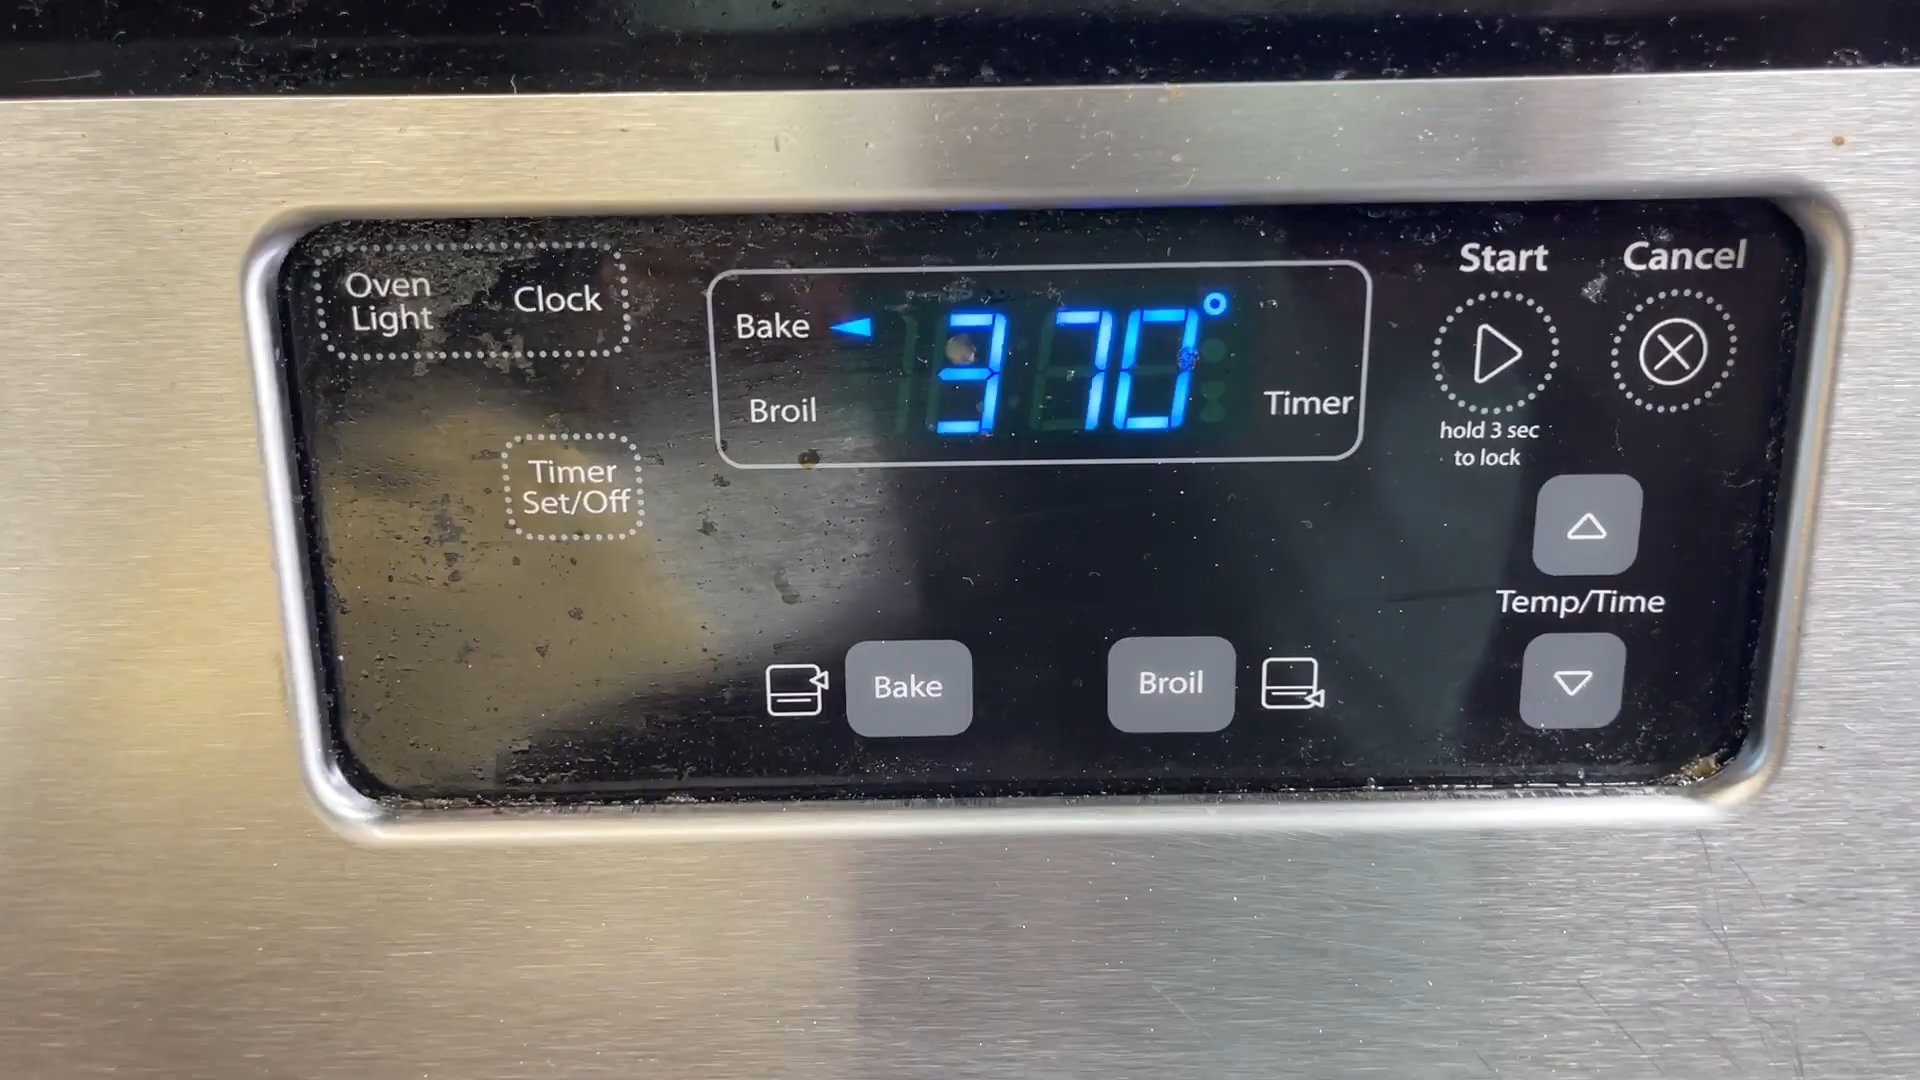 Oven
Light
Clock
Timer
Set/Off
Bake
370°
Broil
Timer
Start
hold 3 sec
to lock
Cancel
Temp/Time
Bake
Broil